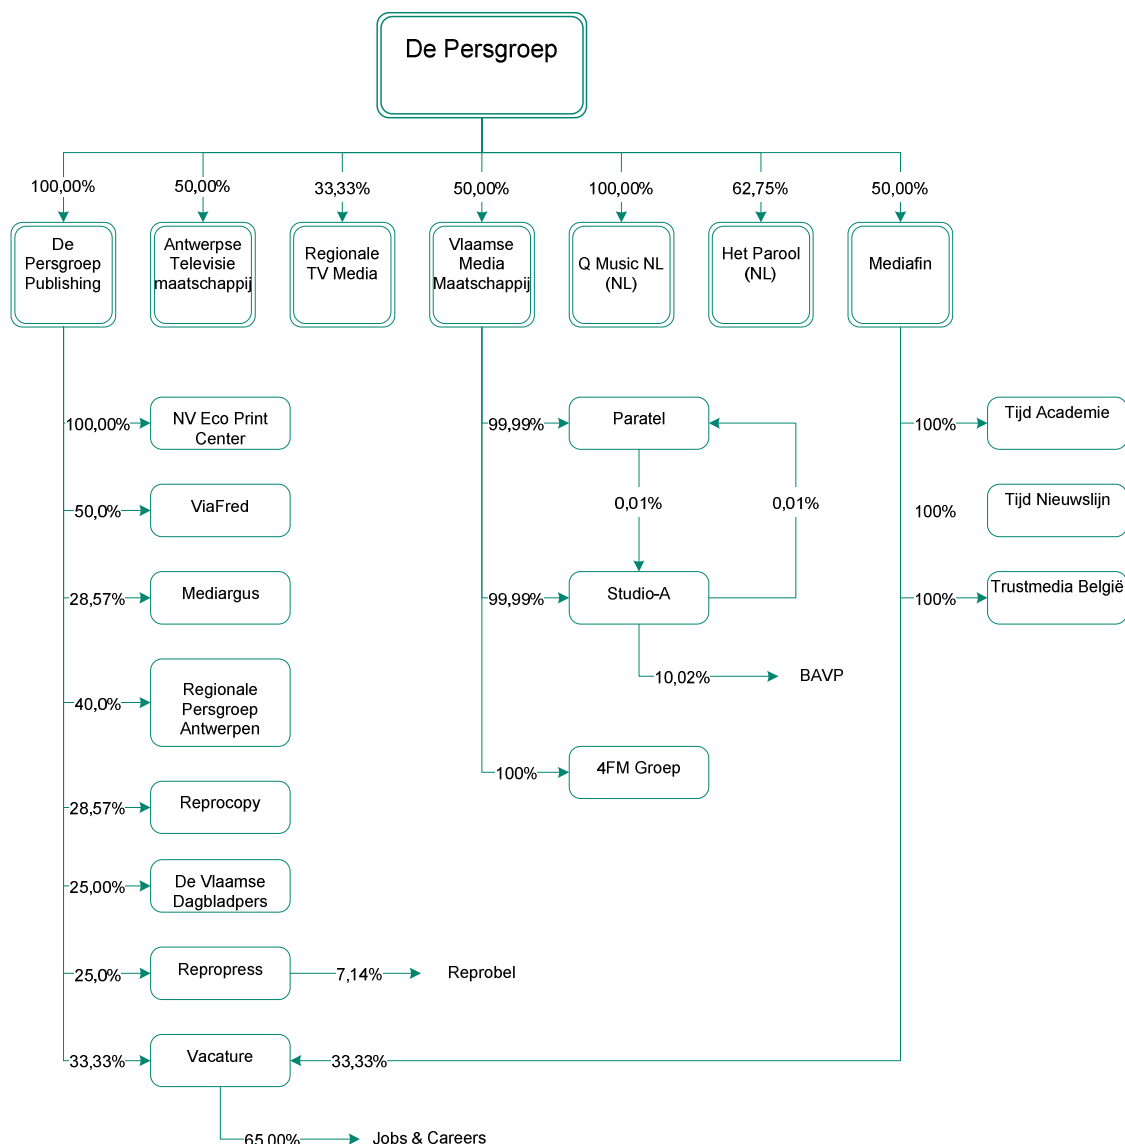 De Persgroep
100,00%
50,00%
33,33%
50,00%
100,00%
62,75%
50,00%
De
Persgroep
Publishing
Antwerpse
Televisie
maatschappij
Regionale
TV Media
Vlaamse
Media
Maatschappij
Q Music NL
(NL)
Het Parool
(NL)
Mediafin
100,00%
NV Eco Print
Center
99,99%
Paratel
100%
Tijd Academie
50,0%
ViaFred
0,01%
0,01%
100%
Tijd Nieuwslijn
28,57%
Mediargus
99,99%
Studio-A
100%
Trustmedia België
40,0%
Regionale
Persgroep
Antwerpen
10,02%
BAVP
100%
4FM Groep
28,57%
Reprocopy
25,00%
De Vlaamse
Dagbladpers
25,0%
Repropress
7,14%
Reprobel
33,33%
Vacature
33,33%
65,00%
Jobs & Careers